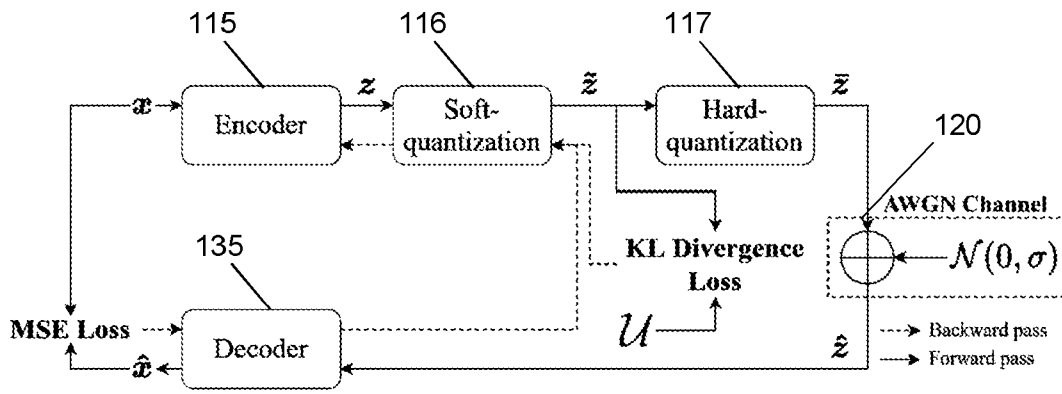 115
116
117
x
Encoder
z
Soft-
quantization
z̃
Hard-
quantization
z̄
120
AWGN Channel
𝒩(0, σ)
KL Divergence
Loss
𝒰
135
MSE Loss
x̂
Decoder
ẑ
Backward pass
Forward pass